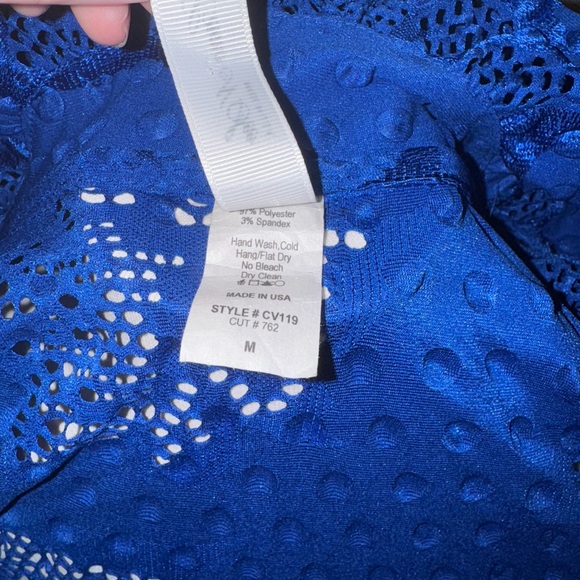 97% Polyester
3% Spandex
Hand Wash,Cold
Hang/Flat Dry
No Bleach
Dry Clean
MADE IN USA
STYLE # CV119
CUT # 762
M